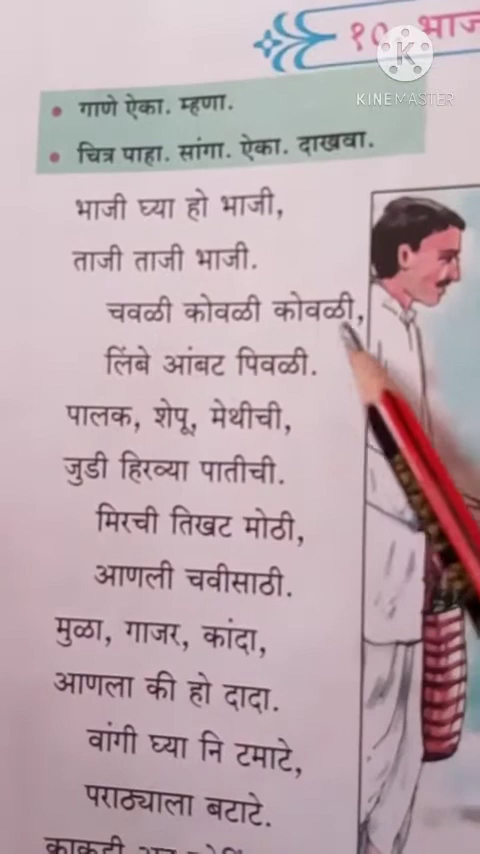 १०
KINEMASTER
गाणे ऐका. म्हणा.
चित्र पाहा. सांगा. ऐका. दाखवा.
भाजी घ्या हो भाजी,
ताजी ताजी भाजी.
चवळी कोवळी कोवळी,
लिंबे आंबट पिवळी.
पालक, शेपू, मेथीची,
जुडी हिरव्या पातीची.
मिरची तिखट मोठी,
आणली चवीसाठी.
मुळा, गाजर, कांदा,
आणला की हो दादा.
वांगी घ्या नि टमाटे,
पराठ्याला बटाटे.